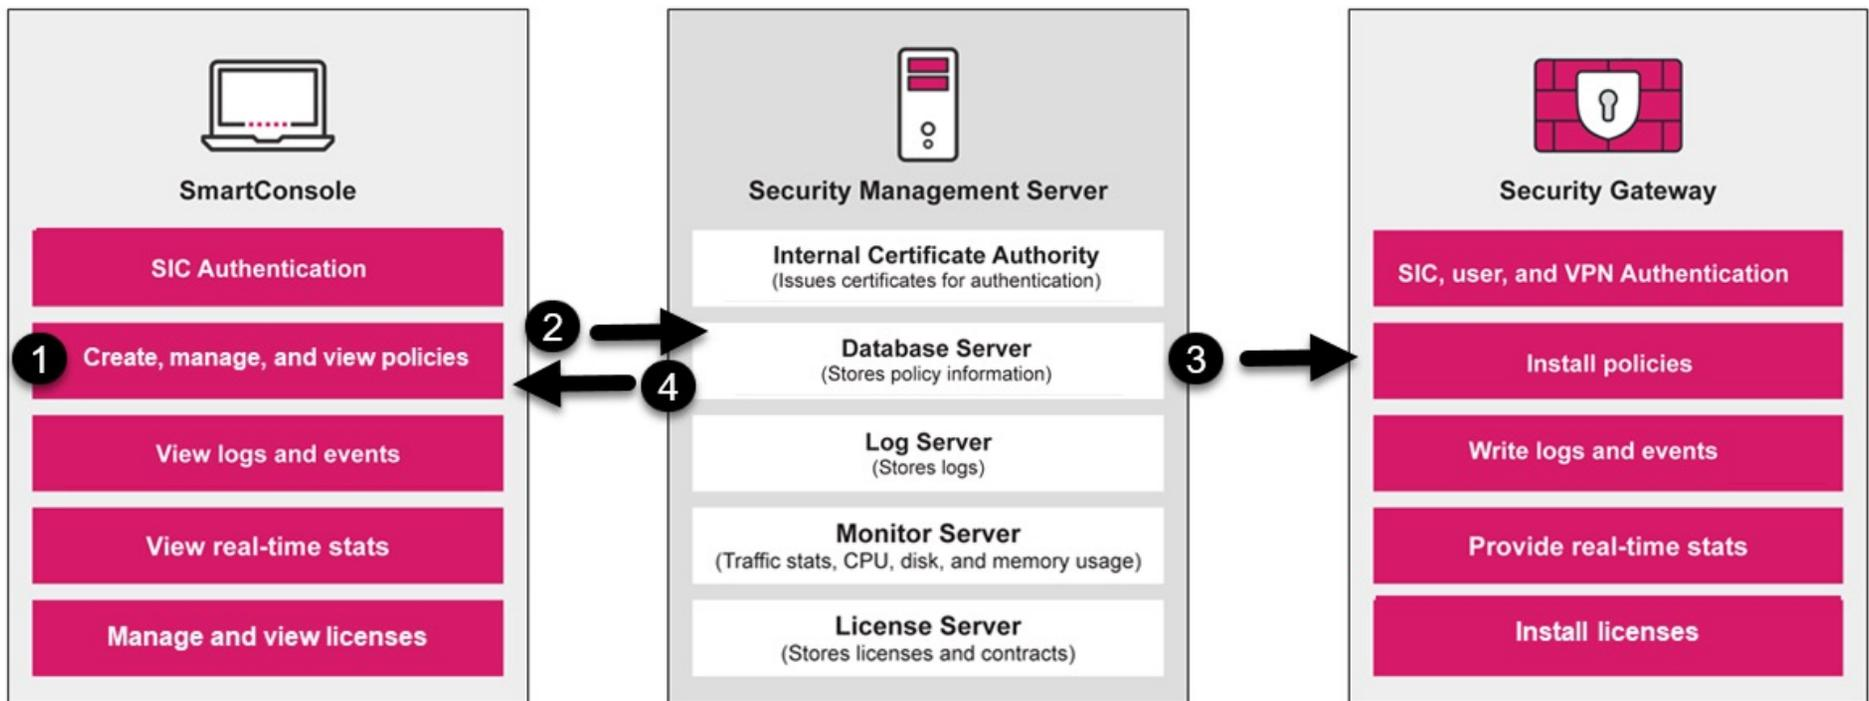 SmartConsole
SIC Authentication
1
Create, manage, and view policies
View logs and events
View real-time stats
Manage and view licenses
2
4
Security Management Server
Internal Certificate Authority
(Issues certificates for authentication)
Database Server
(Stores policy information)
Log Server
(Stores logs)
Monitor Server
(Traffic stats, CPU, disk, and memory usage)
License Server
(Stores licenses and contracts)
3
Security Gateway
SIC, user, and VPN Authentication
Install policies
Write logs and events
Provide real-time stats
Install licenses